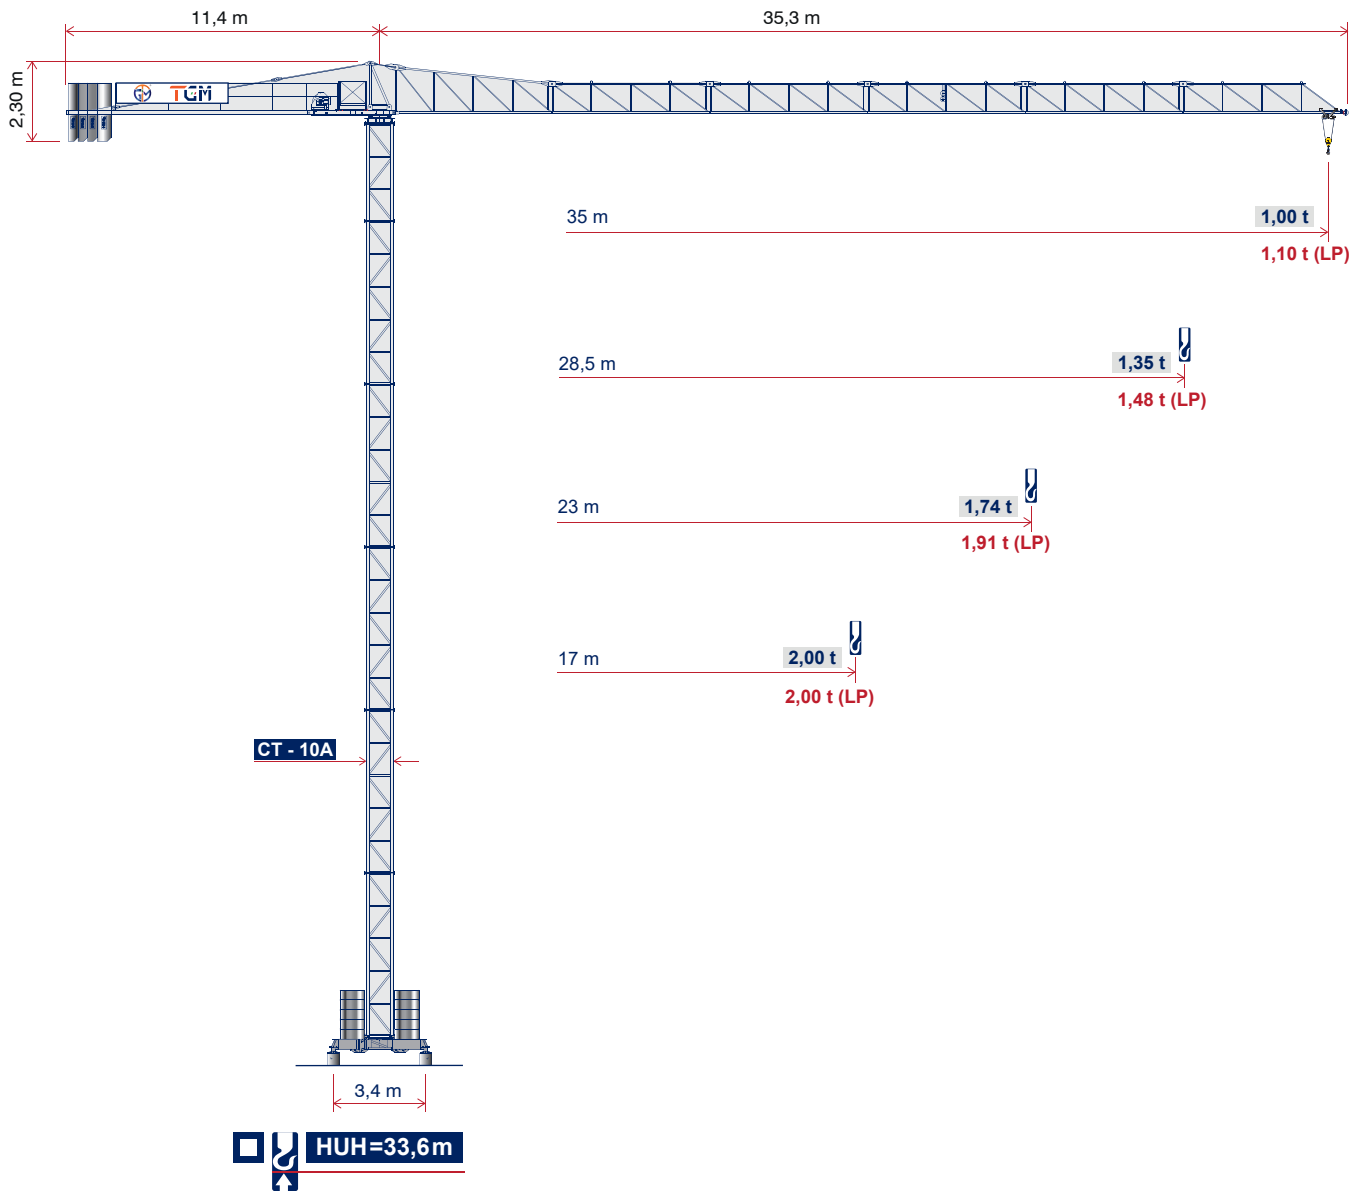 11,4 m
35,3 m
2,30 m
TGM
35 m
1,00 t
1,10 t (LP)
28,5 m
1,35 t
1,48 t (LP)
23 m
1,74 t
1,91 t (LP)
17 m
2,00 t
2,00 t (LP)
CT - 10A
3,4 m
HUH=33,6m